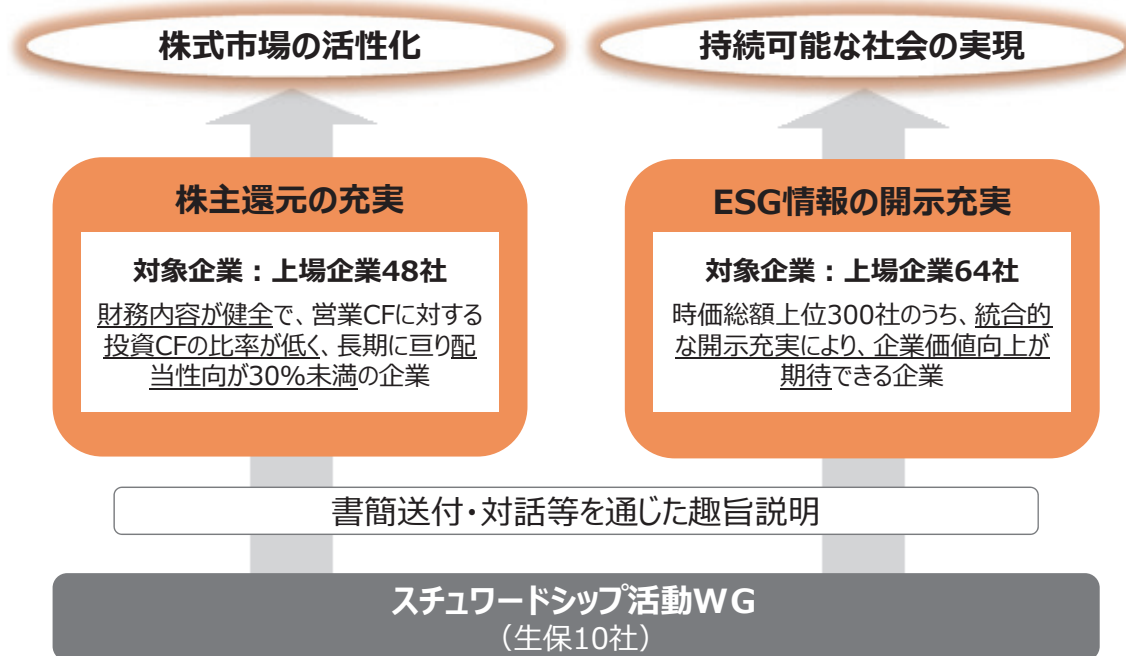 株式市場の活性化
持続可能な社会の実現
株主還元の充実
対象企業：上場企業48社
財務内容が健全で、営業CFに対する
投資CFの比率が低く、長期に亘り配
当性向が30%未満の企業
ESG情報の開示充実
対象企業：上場企業64社
時価総額上位300社のうち、統合的
な開示充実により、企業価値向上が
期待できる企業
書簡送付・対話等を通じた趣旨説明
スチュワードシップ活動WG
（生保10社）